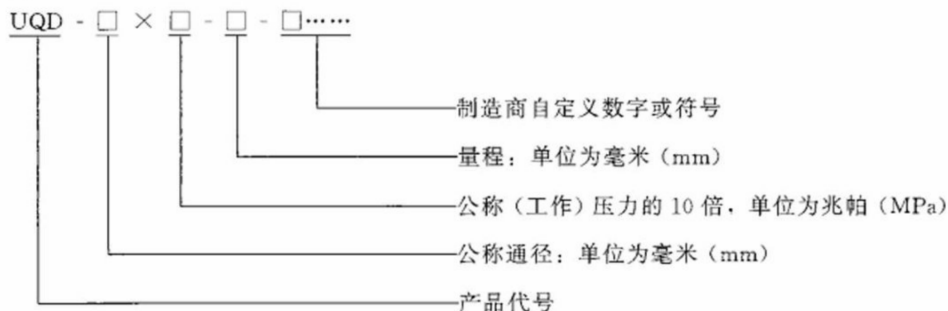 UQD - □ × □ - □ - □……
制造商自定义数字或符号
量程：单位为毫米（mm）
公称（工作）压力的 10 倍，单位为兆帕（MPa）
公称通径：单位为毫米（mm）
产品代号